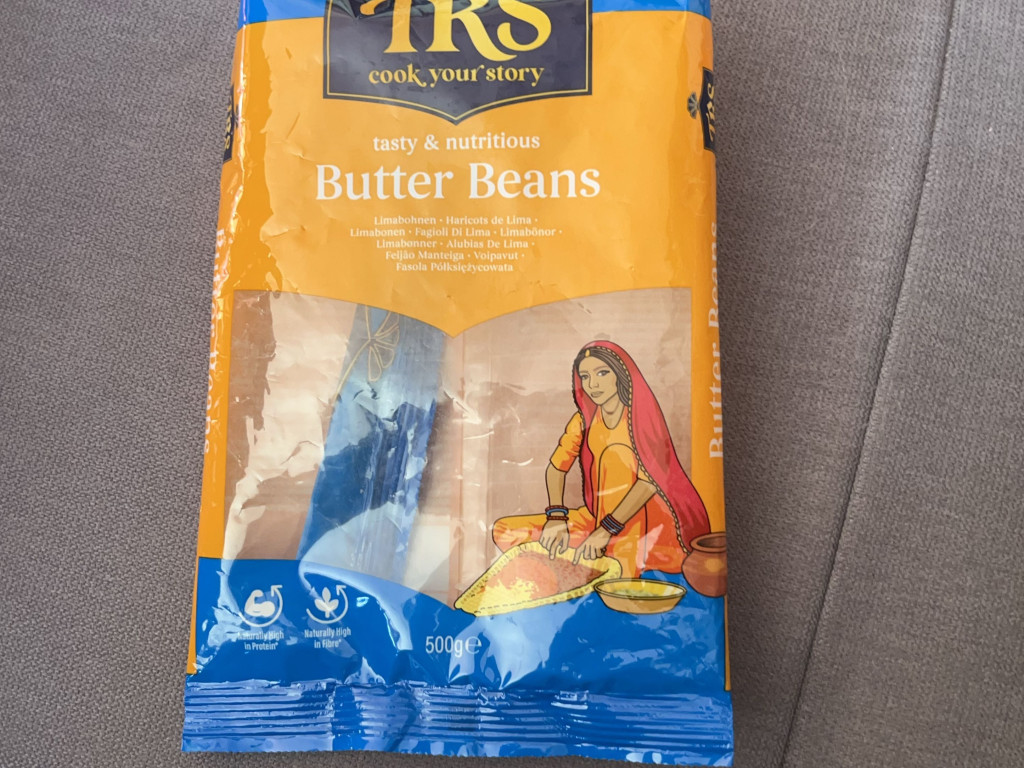 TRS
cook your story
tasty & nutritious
Butter Beans
Limabohnen • Haricots de Lima •
Limabonen • Fagioli Di Lima • Limabönor •
Limabønner • Alubias De Lima •
Feijão Manteiga • Voipavut •
Fasola Półksiężycowata
Naturally High
in Protein*
Naturally High
in Fibre*
500g℮
Butter Beans
TRS